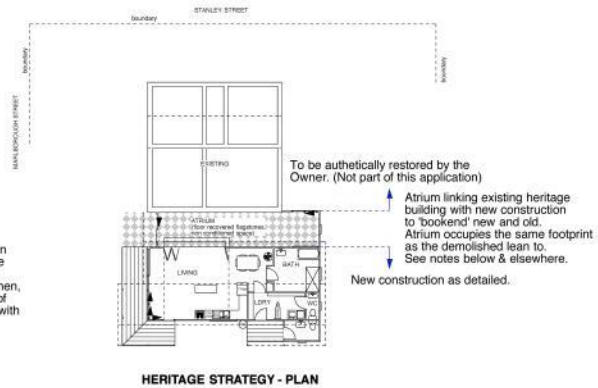 STANLEY STREET
boundary
boundary
boundary
MARLBOROUGH STREET
EXISTING
To be authetically restored by the
Owner. (Not part of this application)
Atrium linking existing heritage
building with new construction
to 'bookend' new and old.
Atrium occupies the same footprint
as the demolished lean to.
See notes below & elsewhere.
New construction as detailed.
ATRIUM
(floor recovered flagstones,
non conditioned space)
LIVING
BATH
LDRY
WC
n
e
hen,
of
with
HERITAGE STRATEGY - PLAN